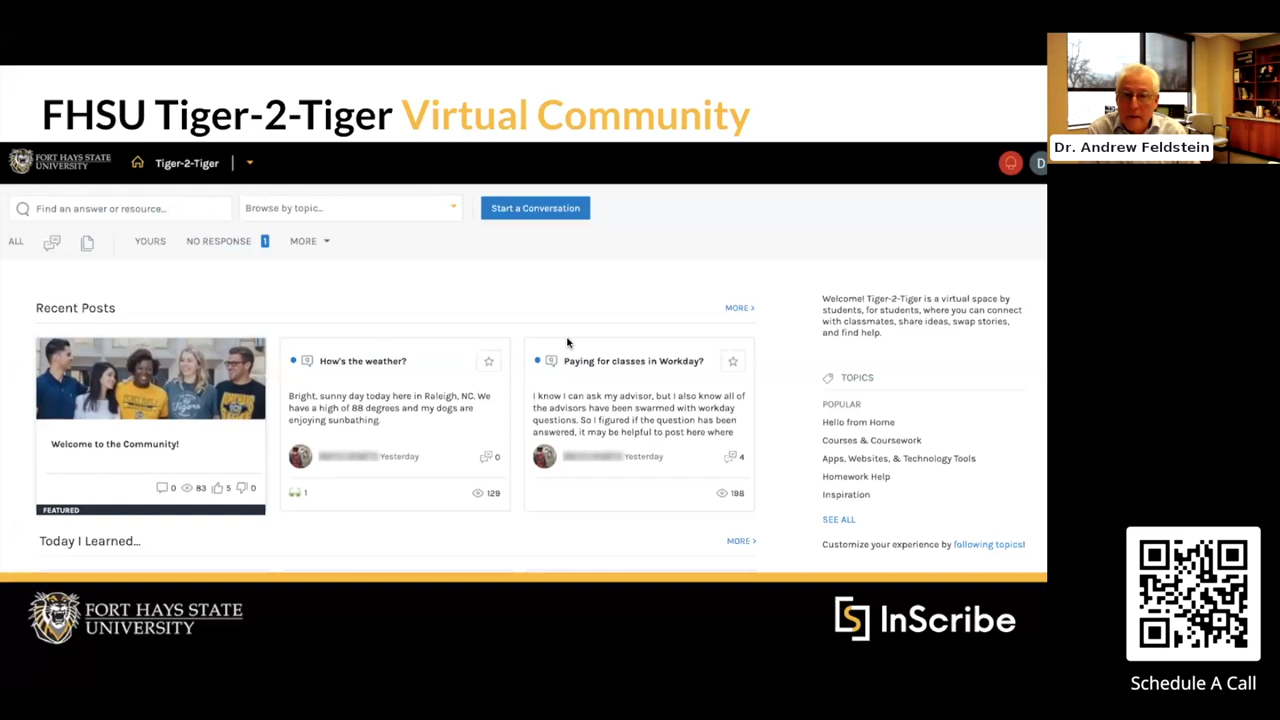 FHSU Tiger-2-Tiger Virtual Community
Dr. Andrew Feldstein
FORT HAYS STATE
UNIVERSITY
Tiger-2-Tiger
D
Find an answer or resource...
Browse by topic...
Start a Conversation
ALL
YOURS
NO RESPONSE 1
MORE
Recent Posts
MORE >
Welcome to the Community!
0 83 5 0
FEATURED
How's the weather?
Bright, sunny day today here in Raleigh, NC. We
have a high of 88 degrees and my dogs are
enjoying sunbathing.
Yesterday
0
1
129
Paying for classes in Workday?
I know I can ask my advisor, but I also know all of
the advisors have been swarmed with workday
questions. So I figured if the question has been
answered, it may be helpful to post here where
Yesterday
4
198
Today I Learned...
MORE >
Welcome! Tiger-2-Tiger is a virtual space by
students, for students, where you can connect
with classmates, share ideas, swap stories,
and find help.
TOPICS
POPULAR
Hello from Home
Courses & Coursework
Apps, Websites, & Technology Tools
Homework Help
Inspiration
SEE ALL
Customize your experience by following topics!
FORT HAYS STATE
UNIVERSITY
InScribe
Schedule A Call